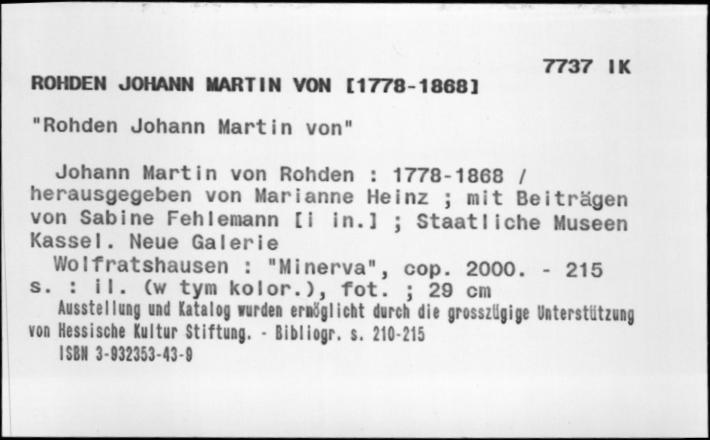 7737 IK
ROHDEN JOHANN MARTIN VON [1778-1868]
"Rohden Johann Martin von"
Johann Martin von Rohden : 1778-1868 /
herausgegeben von Marianne Heinz ; mit Beiträgen
von Sabine Fehlemann [i in.] ; Staatliche Museen
Kassel. Neue Galerie
Wolfratshausen : "Minerva", cop. 2000. - 215
s. : il. (w tym kolor.), fot. ; 29 cm
Ausstellung und Katalog wurden ermöglicht durch die grosszügige Unterstützung
von Hessische Kultur Stiftung. - Bibliogr. s. 210-215
ISBN 3-932353-43-9